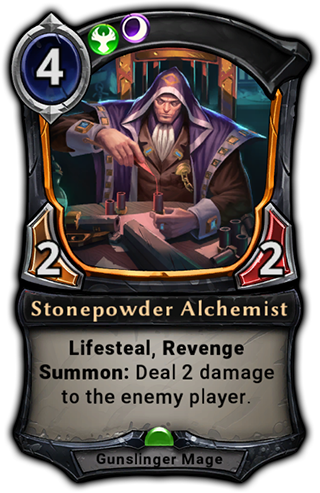 4
2
2
Stonepowder Alchemist
Lifesteal, Revenge
Summon: Deal 2 damage
to the enemy player.
Gunslinger Mage